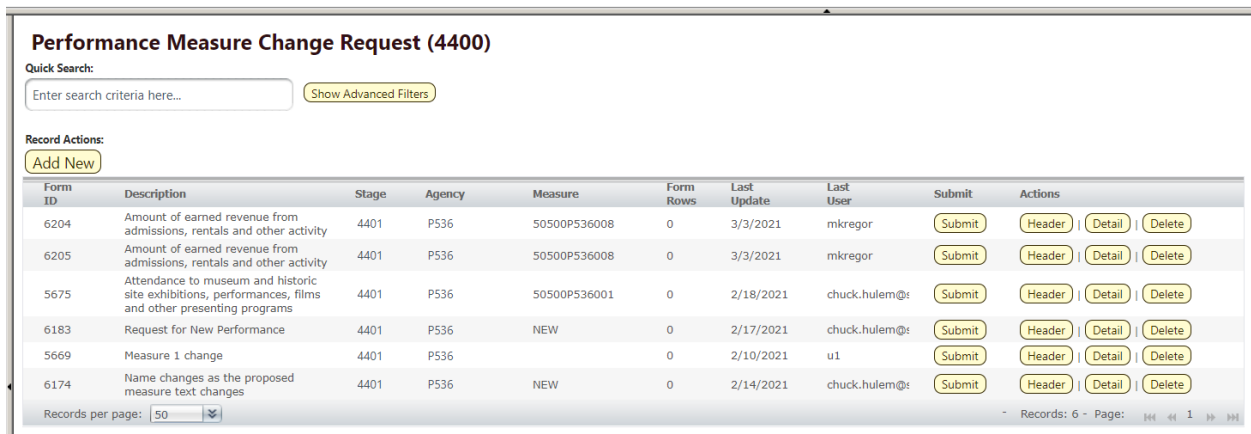 Performance Measure Change Request (4400)
Quick Search:
Enter search criteria here... Show Advanced Filters
Record Actions:
Add New
Form ID Description Stage Agency Measure Form Rows Last Update Last User Submit Actions
6204 Amount of earned revenue from admissions, rentals and other activity 4401 P536 50500P536008 0 3/3/2021 mkregor Submit Header | Detail | Delete
6205 Amount of earned revenue from admissions, rentals and other activity 4401 P536 50500P536008 0 3/3/2021 mkregor Submit Header | Detail | Delete
5675 Attendance to museum and historic site exhibitions, performances, films and other presenting programs 4401 P536 50500P536001 0 2/18/2021 chuck.hulem@s Submit Header | Detail | Delete
6183 Request for New Performance 4401 P536 NEW 0 2/17/2021 chuck.hulem@s Submit Header | Detail | Delete
5669 Measure 1 change 4401 P536 0 2/10/2021 u1 Submit Header | Detail | Delete
6174 Name changes as the proposed measure text changes 4401 P536 NEW 0 2/14/2021 chuck.hulem@s Submit Header | Detail | Delete
Records per page: 50 - Records: 6 - Page: 1